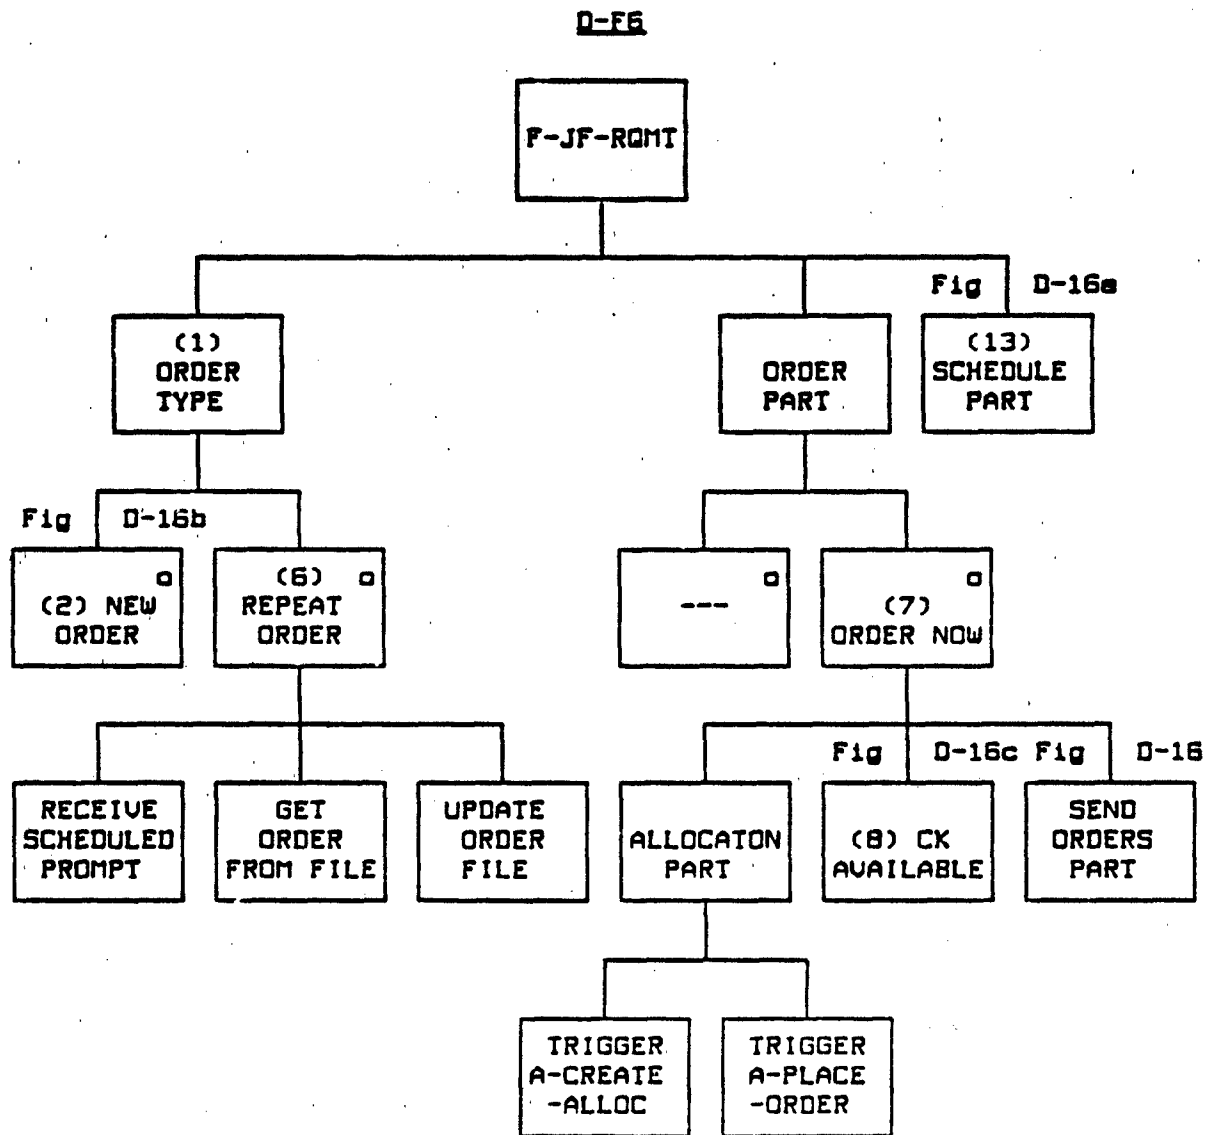 D-F6
F-JF-RQMT
Fig D-16a
(1)
ORDER
TYPE
ORDER
PART
(13)
SCHEDULE
PART
Fig D-16b
(2) NEW
ORDER
(6)
REPEAT
ORDER
---
(7)
ORDER NOW
Fig D-16c Fig D-16
RECEIVE
SCHEDULED
PROMPT
GET
ORDER
FROM FILE
UPDATE
ORDER
FILE
ALLOCATON
PART
(8) CK
AVAILABLE
SEND
ORDERS
PART
TRIGGER
A-CREATE
-ALLOC
TRIGGER
A-PLACE
-ORDER